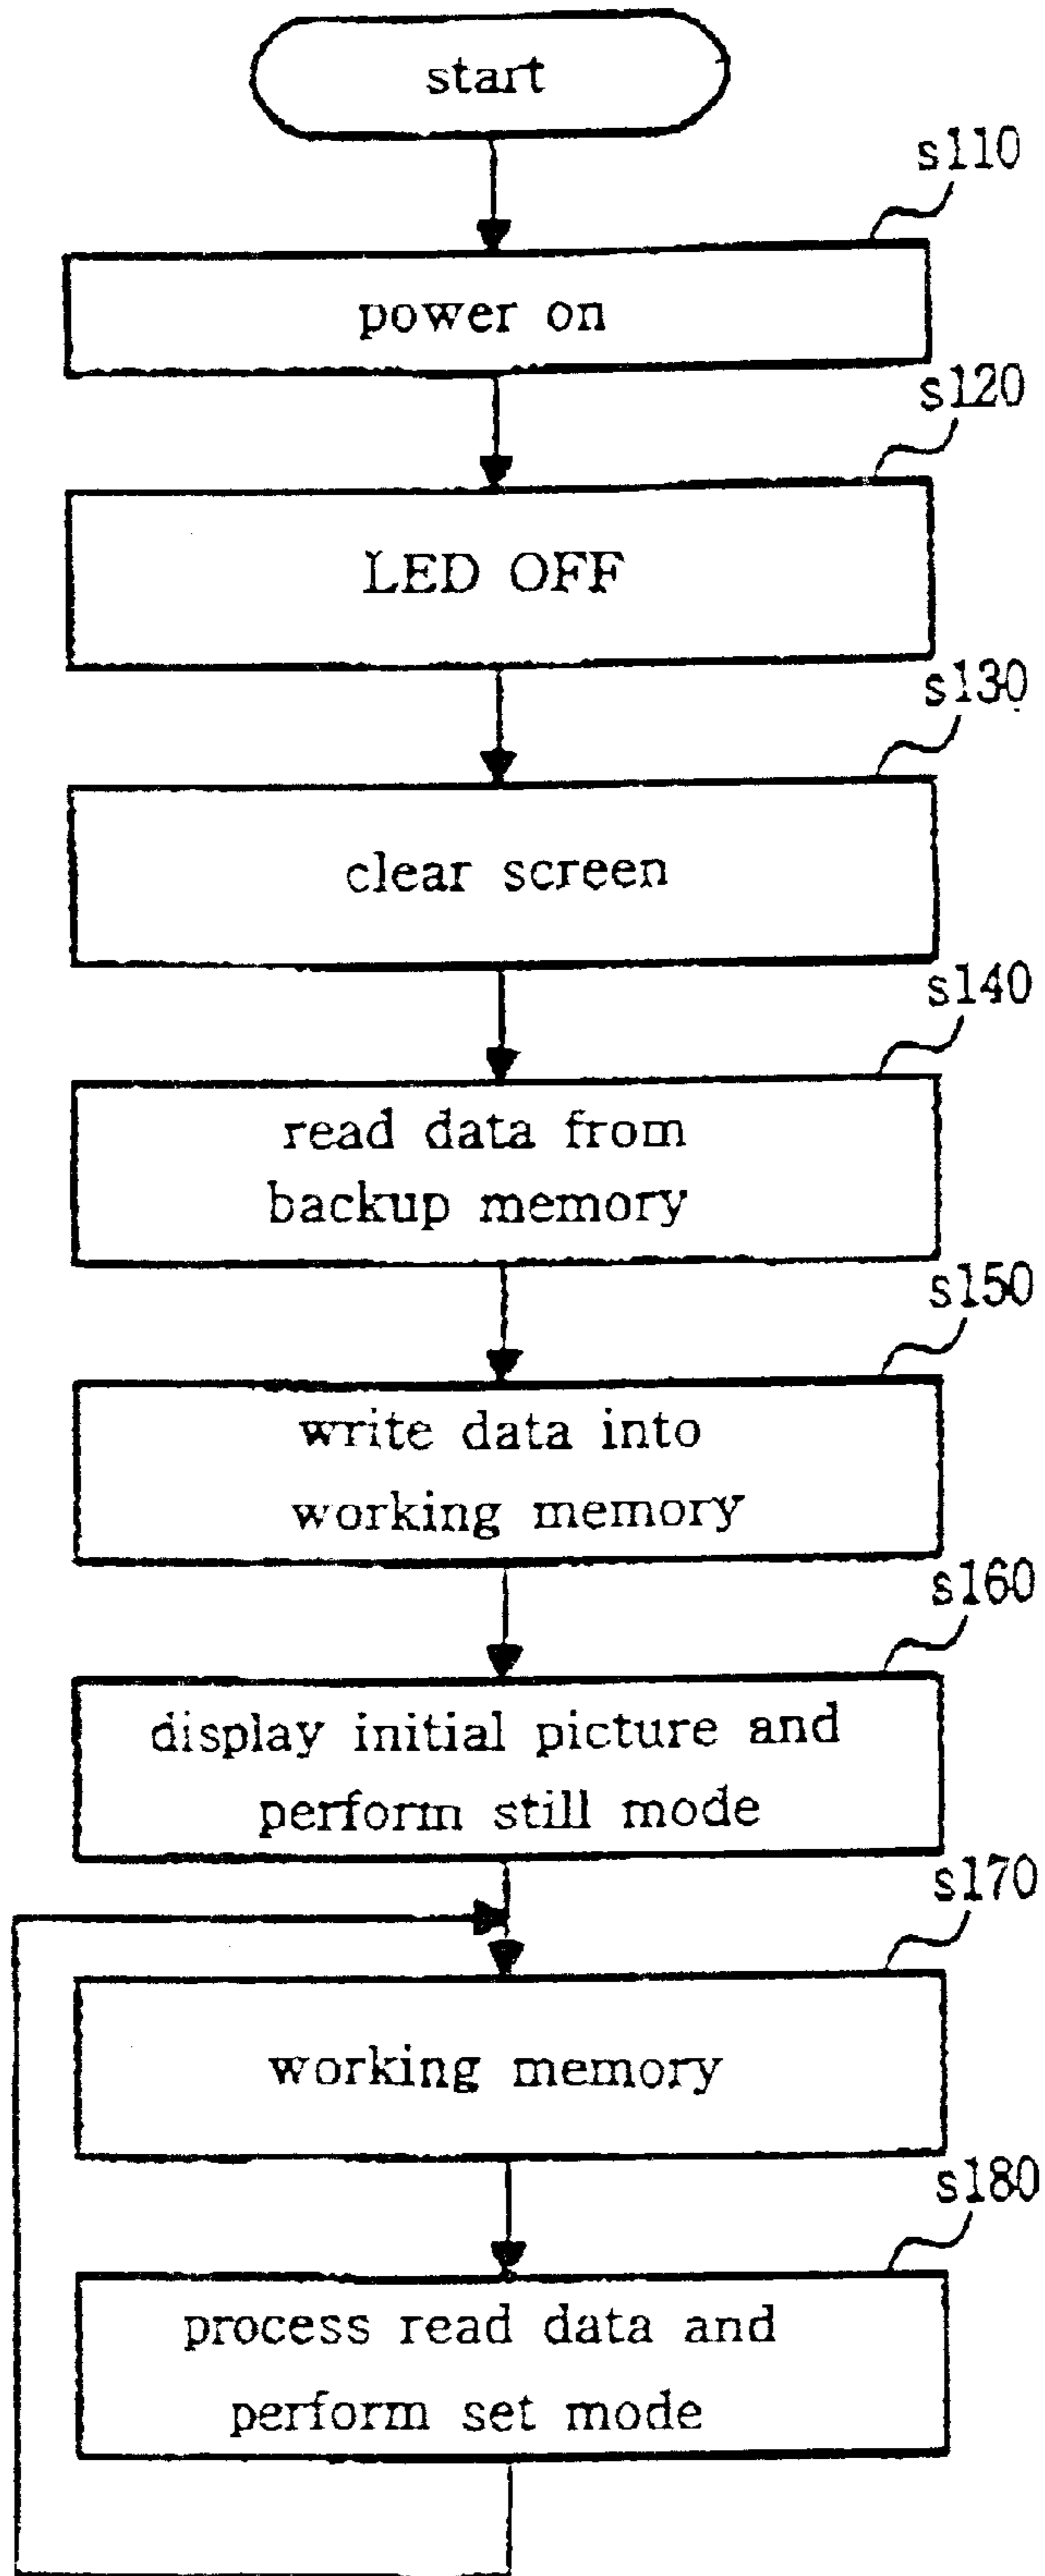 start
s110
power on
s120
LED OFF
s130
clear screen
s140
read data from
backup memory
s150
write data into
working memory
s160
display initial picture and
perform still mode
s170
working memory
s180
process read data and
perform set mode